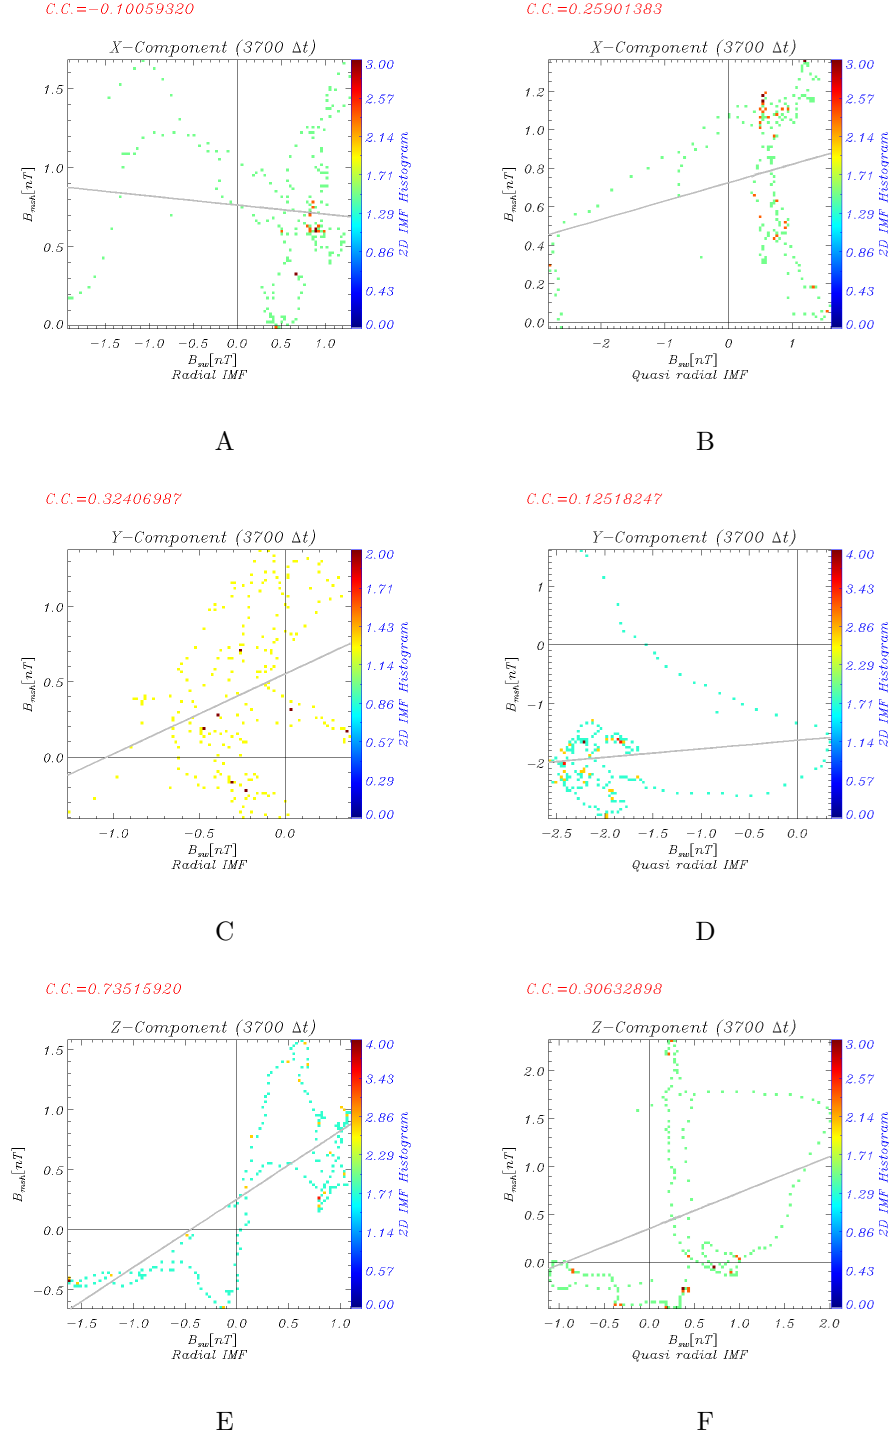 C.C.=-0.10059320
X-Component (3700 Δt)
1.5
1.0
0.5
0.0
B_msh[nT]
-1.5 -1.0 -0.5 0.0 0.5 1.0
B_sw[nT]
Radial IMF
3.00
2.57
2.14
1.71
1.29
0.86
0.43
0.00
2D IMF Histogram
A
C.C.=0.25901383
X-Component (3700 Δt)
1.2
1.0
0.8
0.6
0.4
0.2
0.0
B_msh[nT]
-2 -1 0 1
B_sw[nT]
Quasi radial IMF
3.00
2.57
2.14
1.71
1.29
0.86
0.43
0.00
2D IMF Histogram
B
C.C.=0.32406987
Y-Component (3700 Δt)
1.0
0.5
0.0
B_msh[nT]
-1.0 -0.5 0.0
B_sw[nT]
Radial IMF
2.00
1.71
1.43
1.14
0.86
0.57
0.29
0.00
2D IMF Histogram
C
C.C.=0.12518247
Y-Component (3700 Δt)
1
0
-1
-2
B_msh[nT]
-2.5 -2.0 -1.5 -1.0 -0.5 0.0
B_sw[nT]
Quasi radial IMF
4.00
3.43
2.86
2.29
1.71
1.14
0.57
0.00
2D IMF Histogram
D
C.C.=0.73515920
Z-Component (3700 Δt)
1.5
1.0
0.5
0.0
-0.5
B_msh[nT]
-1.5 -1.0 -0.5 0.0 0.5 1.0
B_sw[nT]
Radial IMF
4.00
3.43
2.86
2.29
1.71
1.14
0.57
0.00
2D IMF Histogram
E
C.C.=0.30632898
Z-Component (3700 Δt)
2.0
1.5
1.0
0.5
0.0
B_msh[nT]
-1.0 -0.5 0.0 0.5 1.0 1.5 2.0
B_sw[nT]
Quasi radial IMF
3.00
2.57
2.14
1.71
1.29
0.86
0.43
0.00
2D IMF Histogram
F